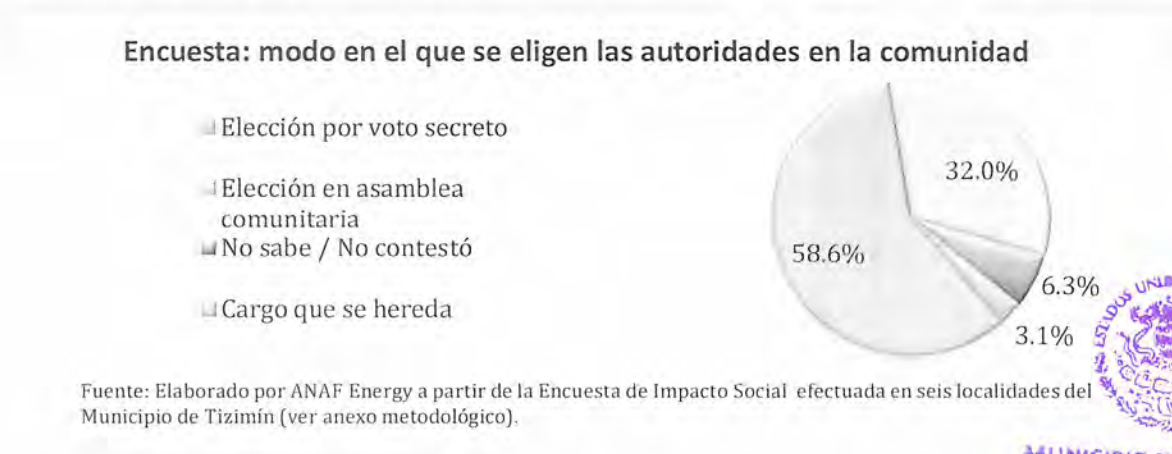 Encuesta: modo en el que se eligen las autoridades en la comunidad
Elección por voto secreto
Elección en asamblea
comunitaria
No sabe / No contestó
Cargo que se hereda
32.0%
58.6%
6.3%
3.1%
Fuente: Elaborado por ANAF Energy a partir de la Encuesta de Impacto Social efectuada en seis localidades del
Municipio de Tizimín (ver anexo metodológico).